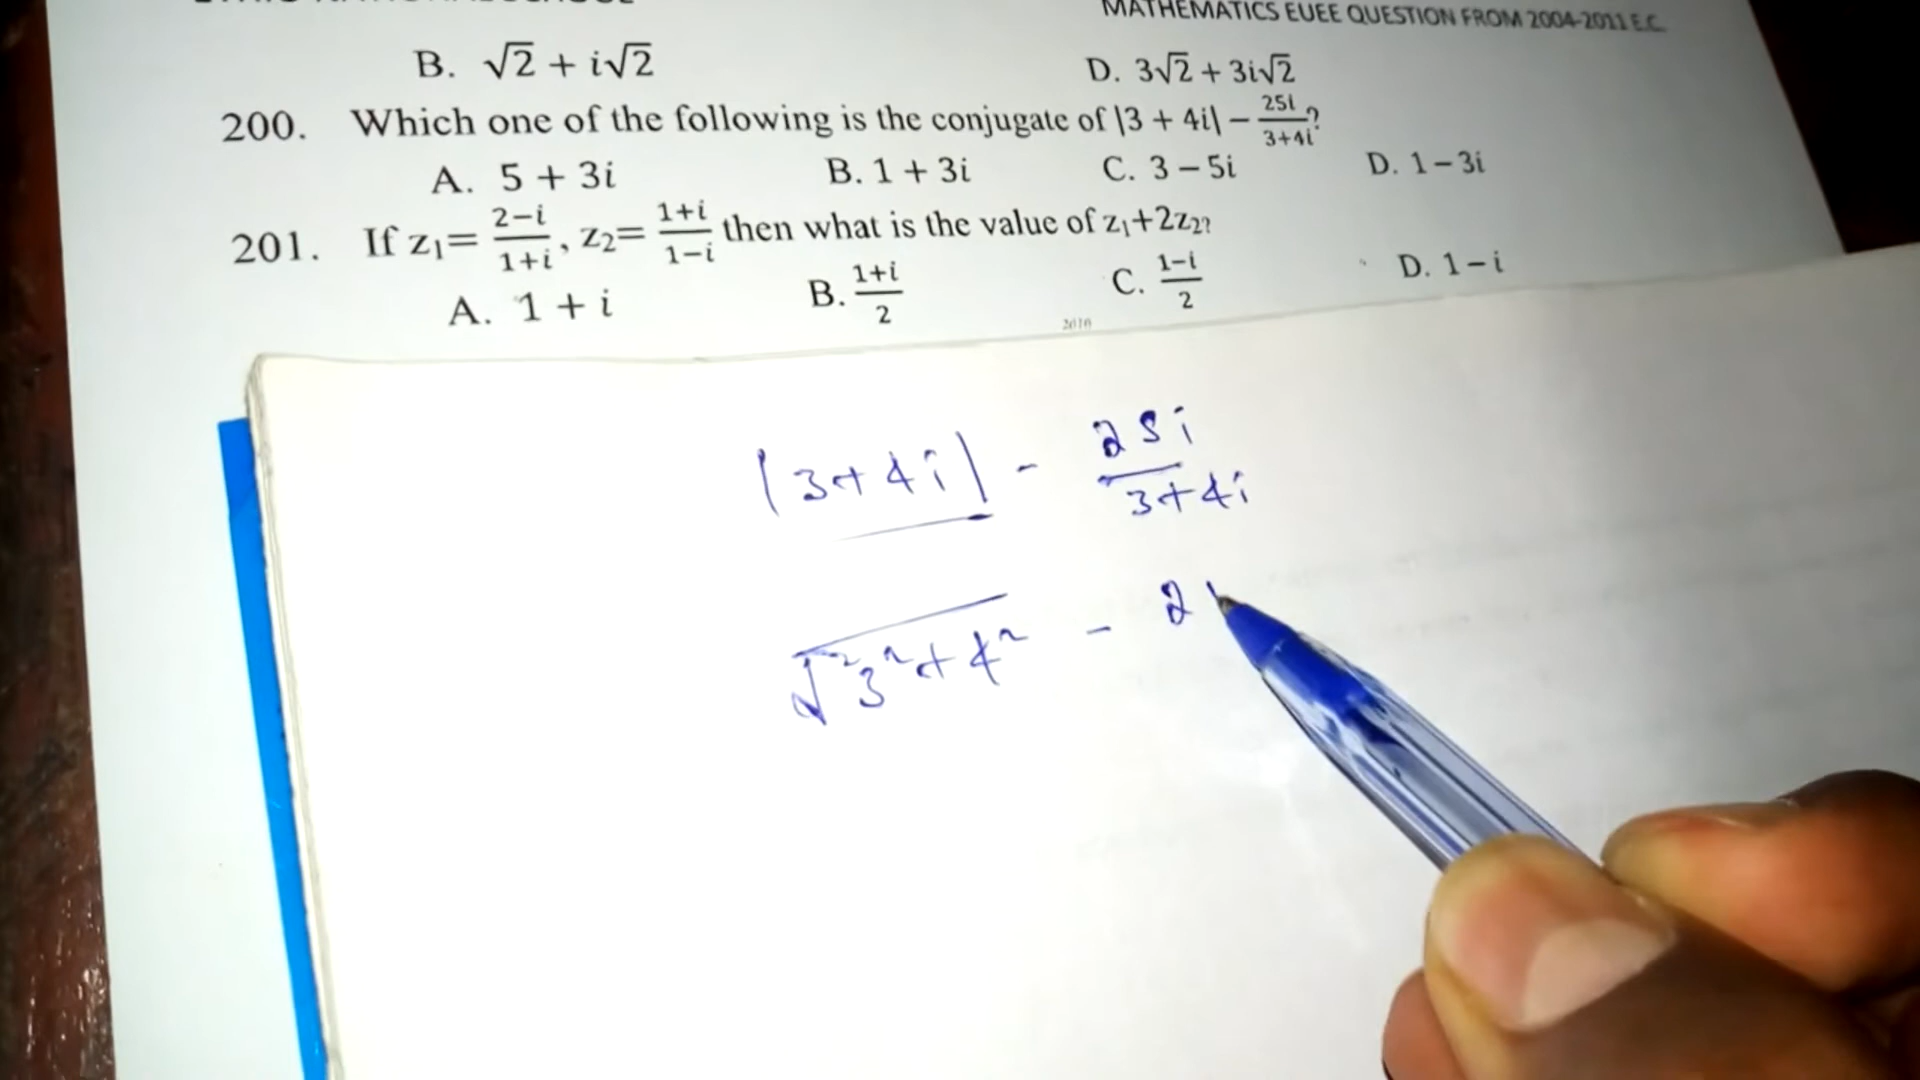 MATHEMATICS EUEE QUESTION FROM 2004-2011 E.C.
B. √2 + i√2 D. 3√2 + 3i√2
200. Which one of the following is the conjugate of |3 + 4i| − 25i/3+4i?
A. 5 + 3i B. 1 + 3i C. 3 − 5i D. 1 − 3i
201. If z₁= 2−i/1+i, z₂= 1+i/1−i then what is the value of z₁+2z₂?
A. 1 + i B. 1+i/2 C. 1−i/2 D. 1 − i
2010
|3+4i| - 25i/3+4i
√3²+4² - 2